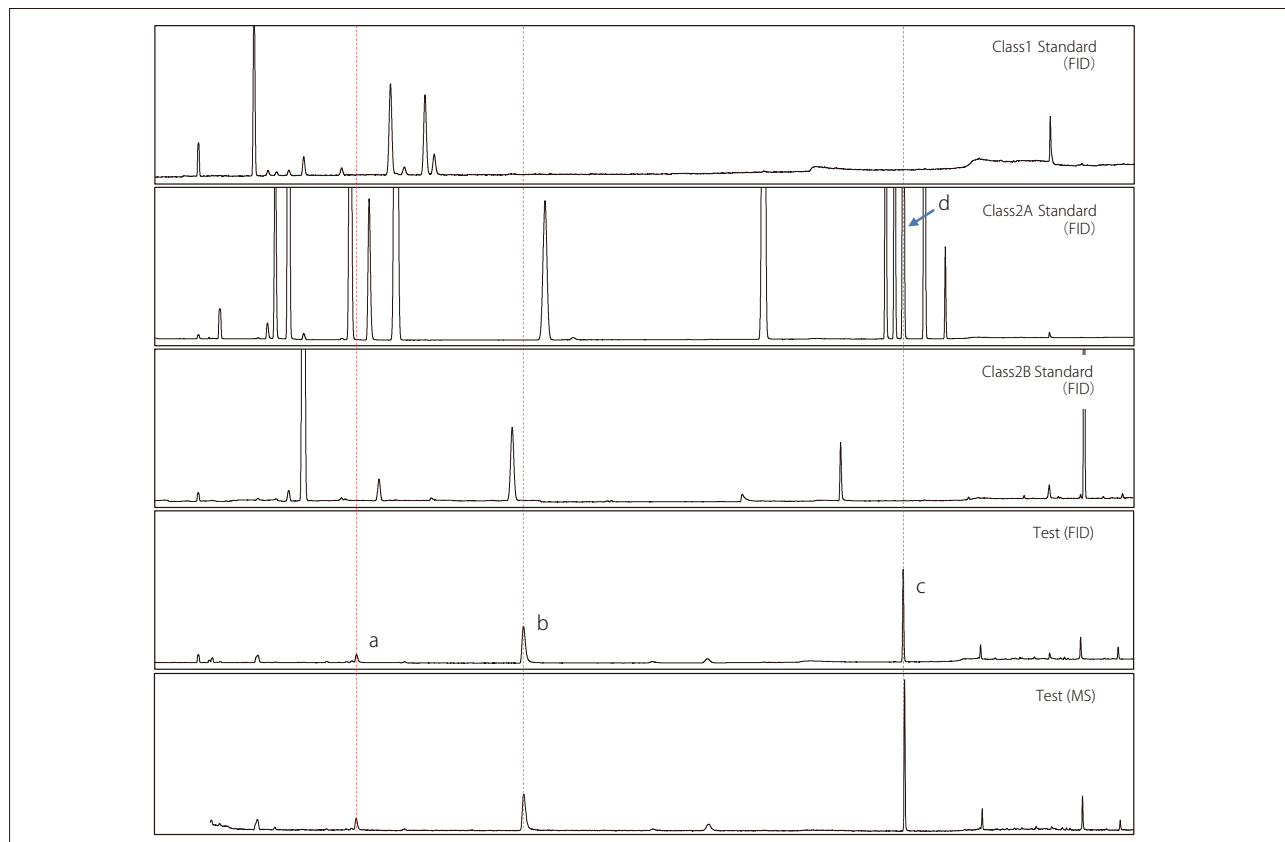 Class1 Standard
(FID)
d
Class2A Standard
(FID)
Class2B Standard
(FID)
Test (FID)
c
b
a
Test (MS)